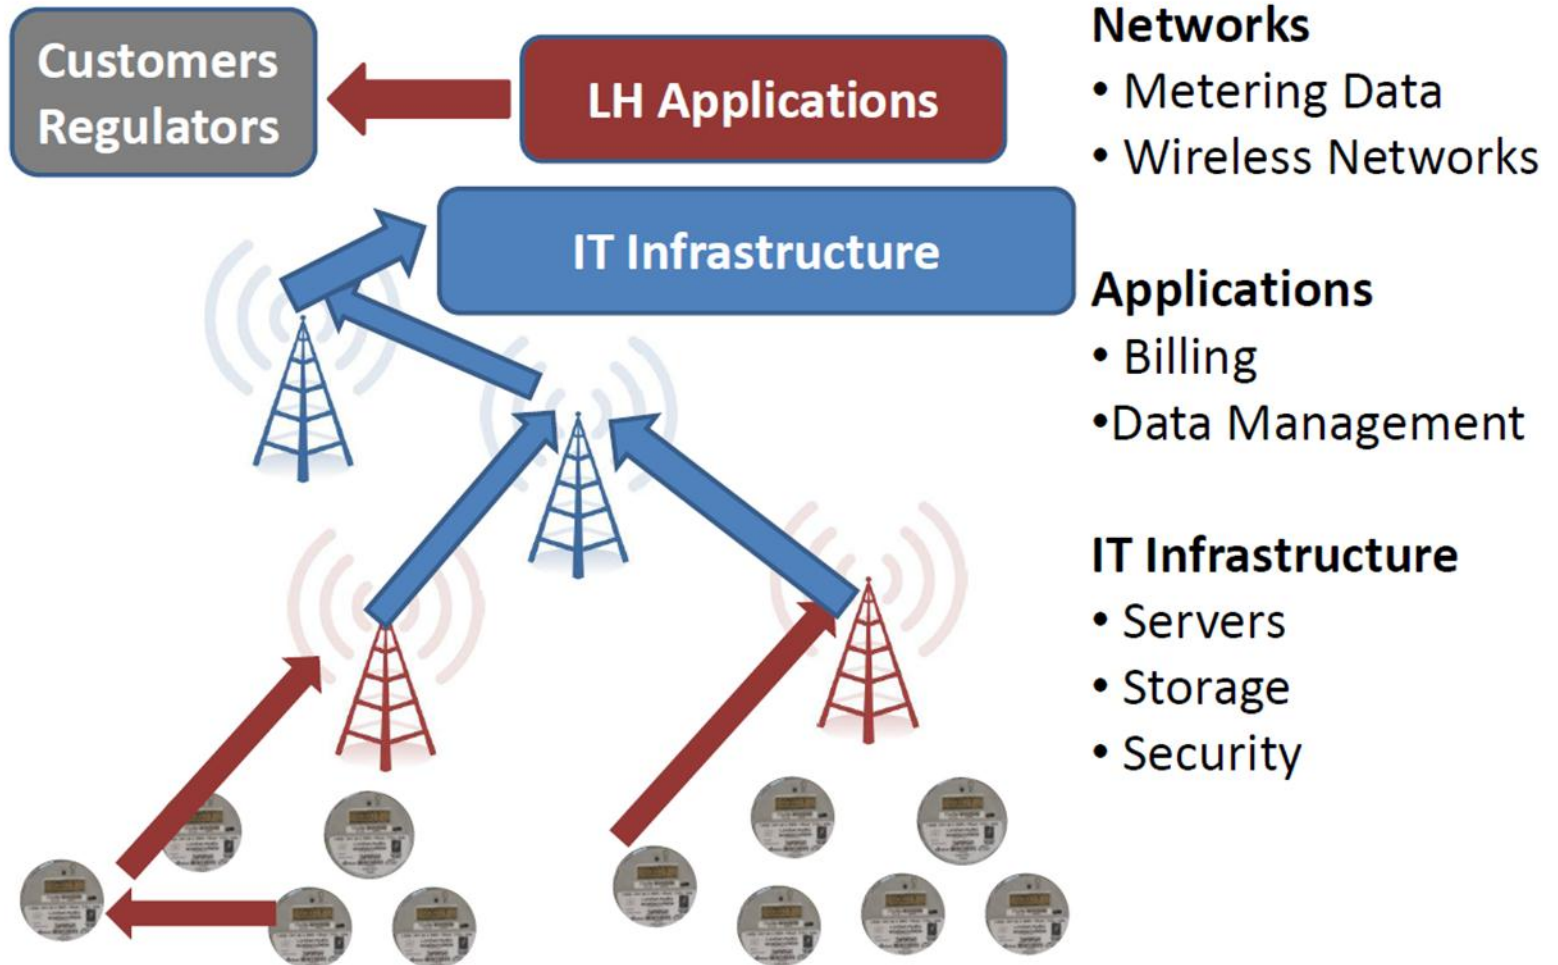 Customers
Regulators
LH Applications
IT Infrastructure
Networks
• Metering Data
• Wireless Networks
Applications
• Billing
•Data Management
IT Infrastructure
• Servers
• Storage
• Security